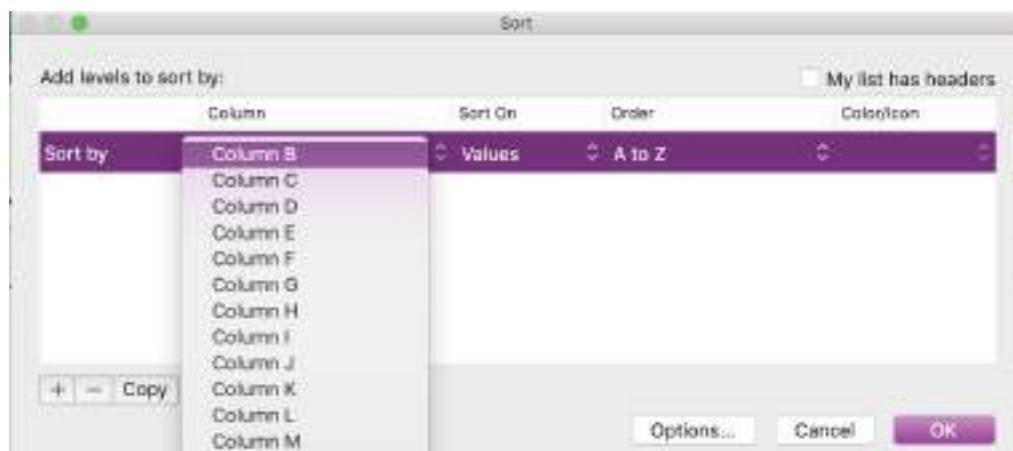 Sort
Add levels to sort by: My list has headers
Column Sort On Order Color/Icon
Sort by Column B Values A to Z
Column C
Column D
Column E
Column F
Column G
Column H
Column I
Column J
Column K
+ − Copy
Column L
Column M
Options... Cancel OK